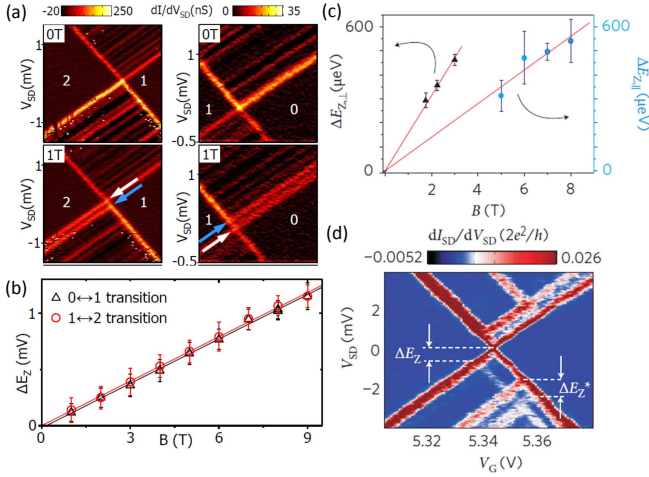 (a)
-20 250 dI/dV_SD(nS) 0 35
0T
0T
V_SD(mV)
1
-1
2
1
V_SD(mV)
1
-0.5
1
0
1T
1T
V_SD(mV)
1
-1
2
1
V_SD(mV)
1
-0.5
1
0
(b)
0↔1 transition
1↔2 transition
ΔE_Z (mV)
1
0
0 3 6 9
B (T)
(c)
600
ΔE_Z,⊥ (μeV)
0
600
ΔE_Z,|| (μeV)
0
0 2 4 6 8
B (T)
(d)
dI_SD/dV_SD (2e²/h)
−0.0052 0.026
V_SD (mV)
2
0
−2
ΔE_Z
ΔE_Z*
5.32 5.34 5.36
V_G (V)